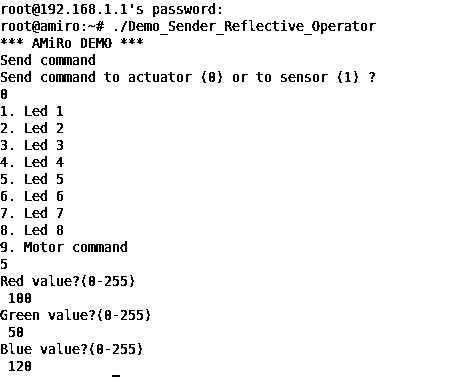 root@192.168.1.1's password:
root@amiro:~# ./Demo_Sender_Reflective_Operator
*** AMiRo DEMO ***
Send command
Send command to actuator (0) or to sensor (1) ?
0
1. Led 1
2. Led 2
3. Led 3
4. Led 4
5. Led 5
6. Led 6
7. Led 7
8. Led 8
9. Motor command
5
Red value?(0-255)
100
Green value?(0-255)
50
Blue value?(0-255)
120